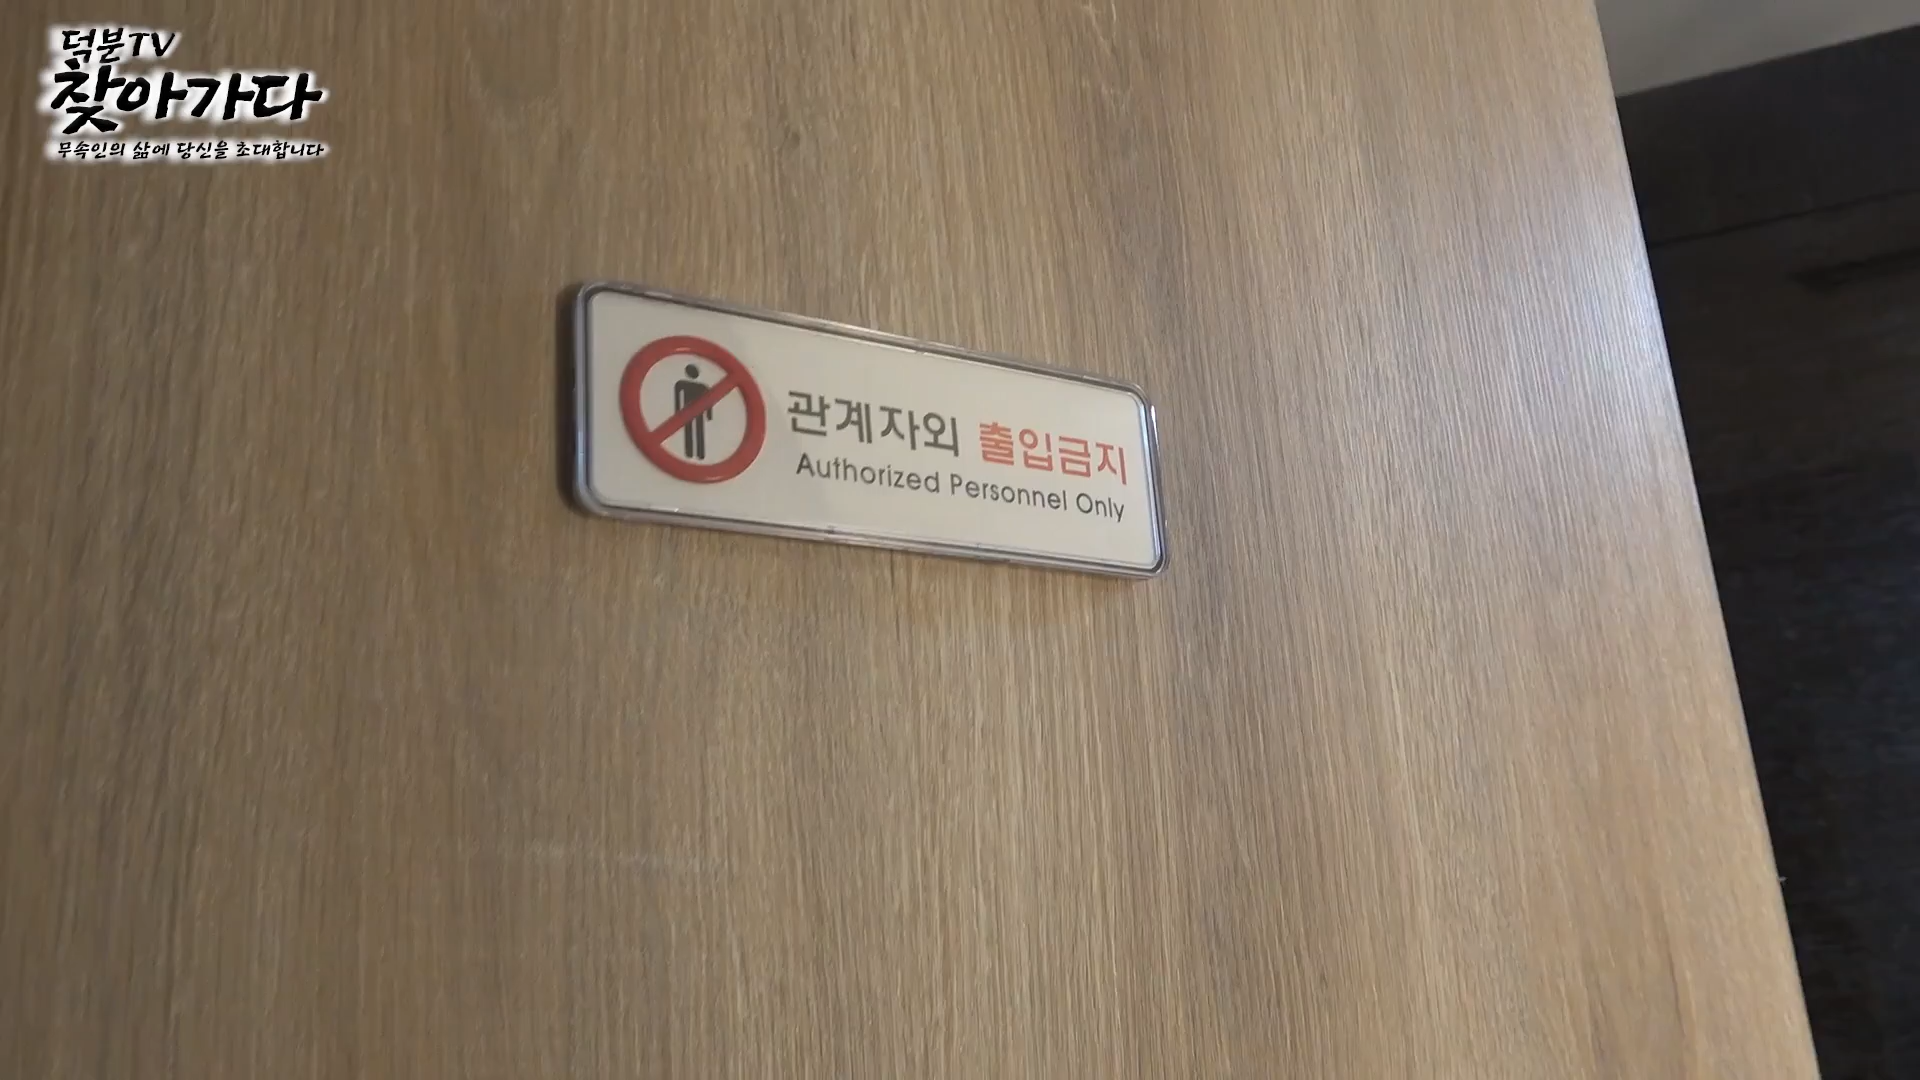 덤분TV
찾아가다
무속인의 삶에 당신을 초대합니다
관계자외 출입금지
Authorized Personnel Only